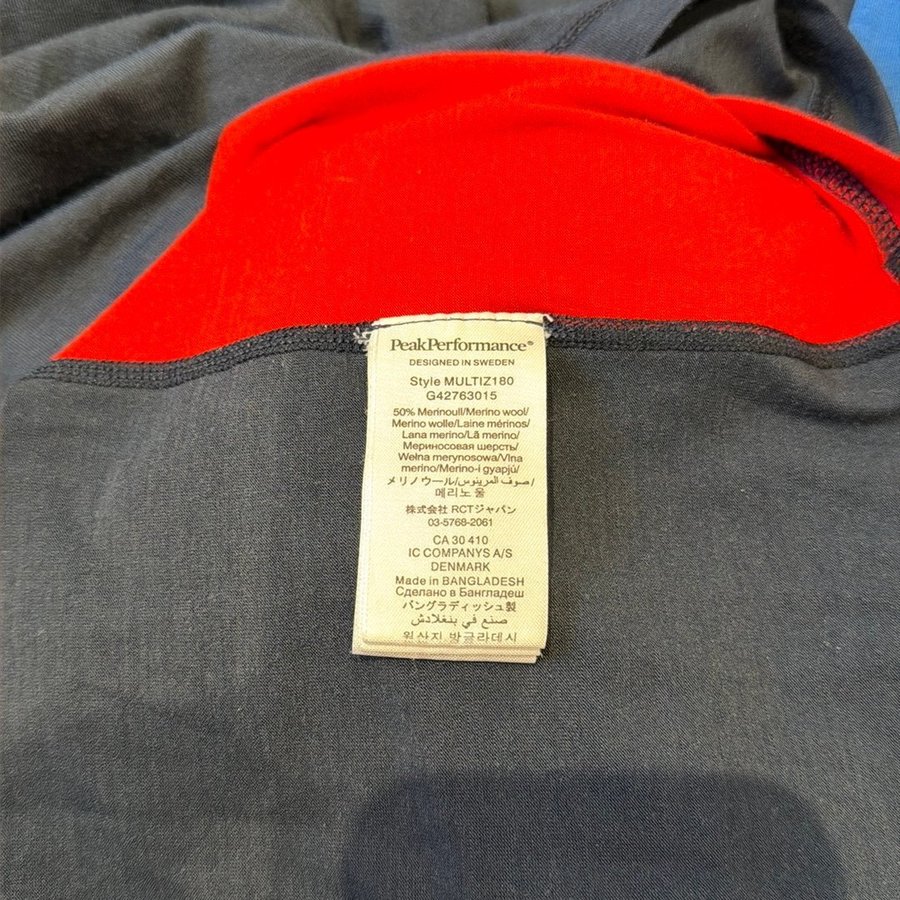 PeakPerformance®
DESIGNED IN SWEDEN
Style MULTIZ180
G42763015
50% Merinoull/Merino wool/
Merino wolle/Laine mérinos/
Lana merino/Lã merino/
Мериносовая шерсть/
Wełna merynosowa/Vlna
merino/Merino-i gyapjú/
メリノウール/صوف المرينوس/
메리노 울
株式会社 RCTジャパン
03-5768-2061
CA 30 410
IC COMPANYS A/S
DENMARK
Made in BANGLADESH
Сделано в Бангладеш
バングラディッシュ製
صنع في بنغلادش
원산지 방글라데시